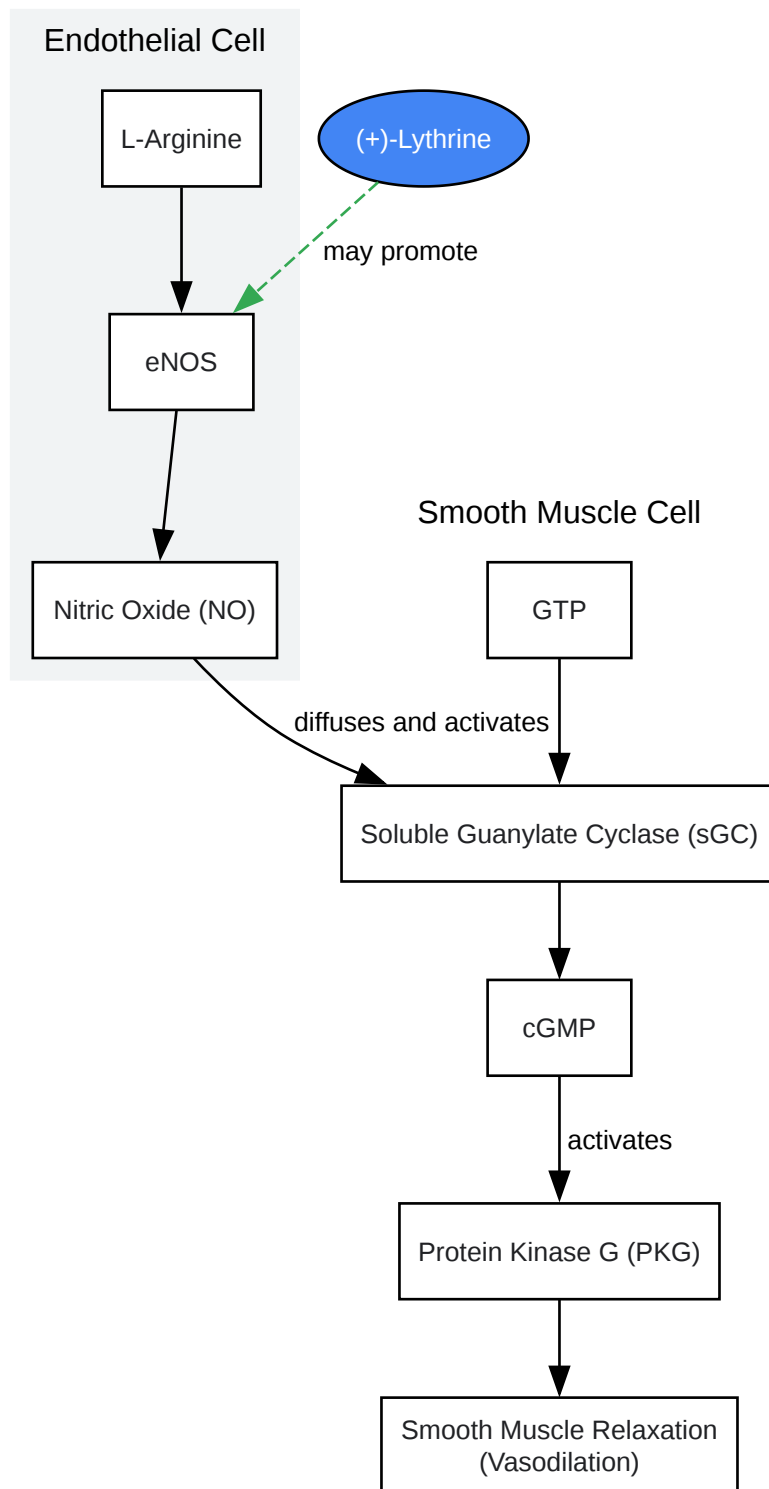 Endothelial Cell
L-Arginine
(+)-Lythrine
may promote
eNOS
Smooth Muscle Cell
Nitric Oxide (NO)
GTP
diffuses and activates
Soluble Guanylate Cyclase (sGC)
cGMP
activates
Protein Kinase G (PKG)
Smooth Muscle Relaxation
(Vasodilation)